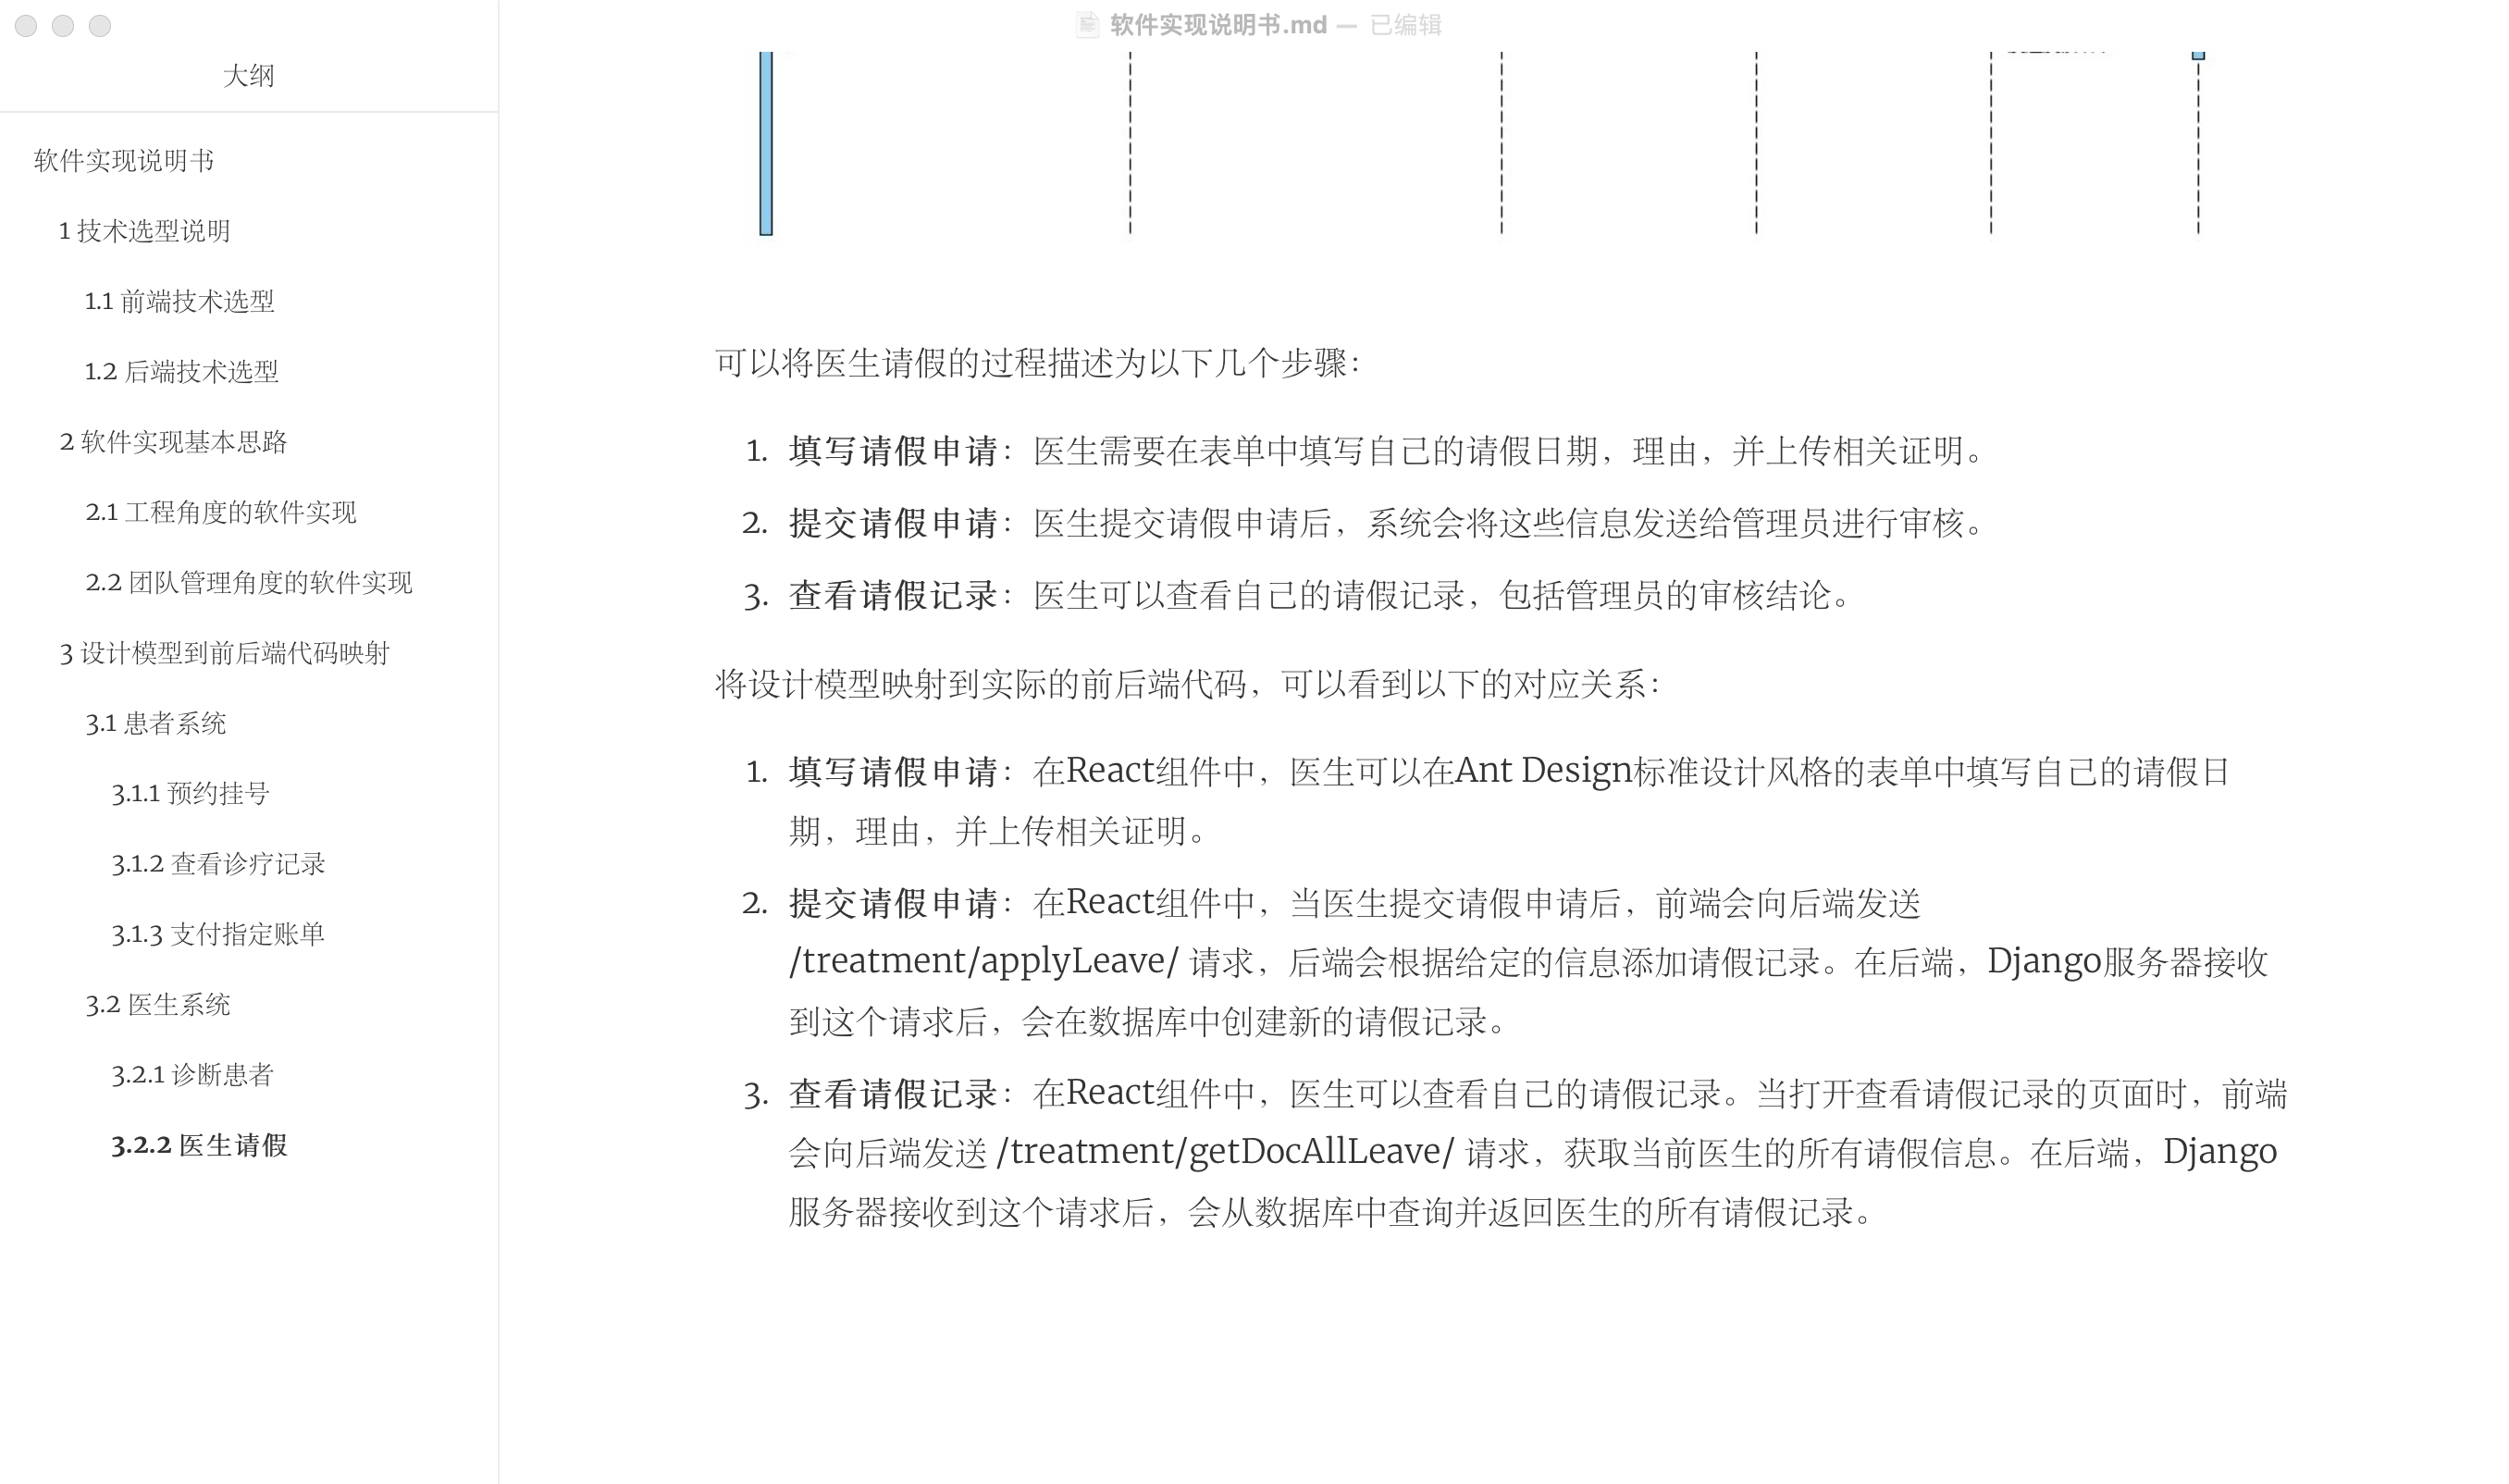 软件实现说明书.md — 已编辑
大纲
软件实现说明书
1 技术选型说明
1.1 前端技术选型
1.2 后端技术选型
2 软件实现基本思路
2.1 工程角度的软件实现
2.2 团队管理角度的软件实现
3 设计模型到前后端代码映射
3.1 患者系统
3.1.1 预约挂号
3.1.2 查看诊疗记录
3.1.3 支付指定账单
3.2 医生系统
3.2.1 诊断患者
3.2.2 医生请假
可以将医生请假的过程描述为以下几个步骤：
1. 填写请假申请：医生需要在表单中填写自己的请假日期，理由，并上传相关证明。
2. 提交请假申请：医生提交请假申请后，系统会将这些信息发送给管理员进行审核。
3. 查看请假记录：医生可以查看自己的请假记录，包括管理员的审核结论。
将设计模型映射到实际的前后端代码，可以看到以下的对应关系：
1. 填写请假申请：在React组件中，医生可以在Ant Design标准设计风格的表单中填写自己的请假日
期，理由，并上传相关证明。
2. 提交请假申请：在React组件中，当医生提交请假申请后，前端会向后端发送
/treatment/applyLeave/ 请求，后端会根据给定的信息添加请假记录。在后端，Django服务器接收
到这个请求后，会在数据库中创建新的请假记录。
3. 查看请假记录：在React组件中，医生可以查看自己的请假记录。当打开查看请假记录的页面时，前端
会向后端发送 /treatment/getDocAllLeave/ 请求，获取当前医生的所有请假信息。在后端，Django
服务器接收到这个请求后，会从数据库中查询并返回医生的所有请假记录。